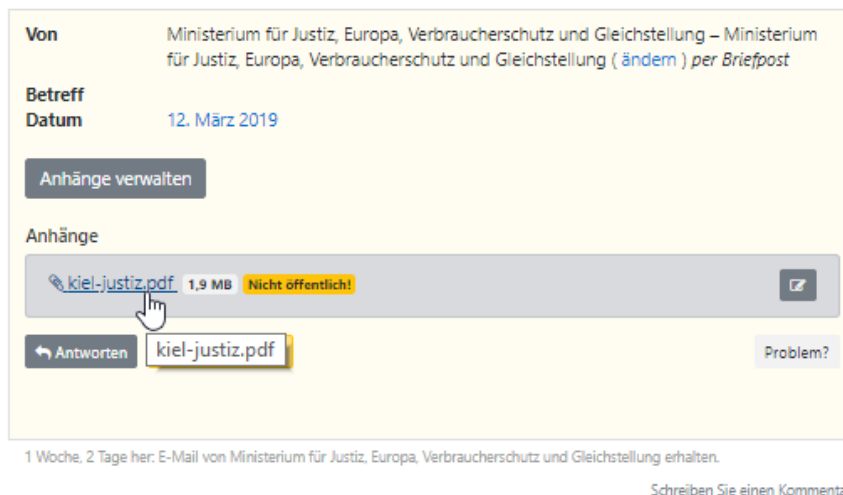 Von Ministerium für Justiz, Europa, Verbraucherschutz und Gleichstellung – Ministerium
für Justiz, Europa, Verbraucherschutz und Gleichstellung ( ändern ) per Briefpost
Betreff
Datum 12. März 2019
Anhänge verwalten
Anhänge
kiel-justiz.pdf 1,9 MB Nicht öffentlich!
Antworten kiel-justiz.pdf Problem?
1 Woche, 2 Tage her: E-Mail von Ministerium für Justiz, Europa, Verbraucherschutz und Gleichstellung erhalten.
Schreiben Sie einen Kommenta